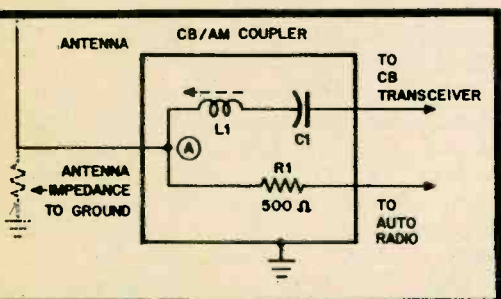 CB/AM COUPLER
ANTENNA
TO
CB
TRANSCEIVER
L1
C1
A
ANTENNA
IMPEDANCE
TO GROUND
R1
500 Ω
TO
AUTO
RADIO